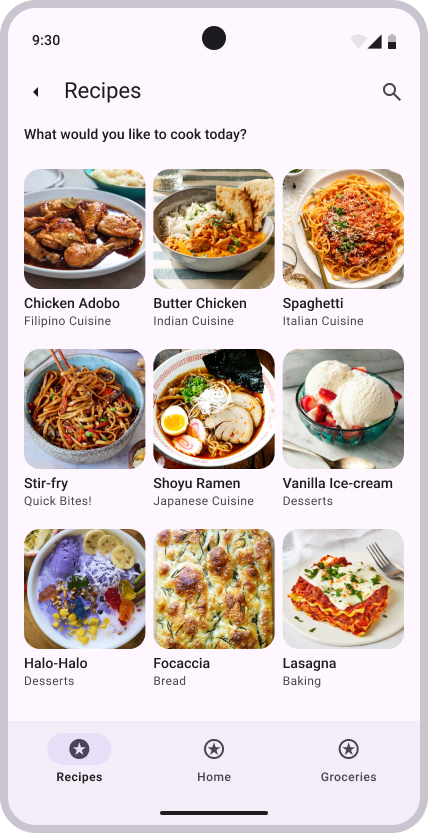 9:30
Recipes
What would you like to cook today?
Chicken Adobo
Filipino Cuisine
Butter Chicken
Indian Cuisine
Spaghetti
Italian Cuisine
Stir-fry
Quick Bites!
Shoyu Ramen
Japanese Cuisine
Vanilla Ice-cream
Desserts
Halo-Halo
Desserts
Focaccia
Bread
Lasagna
Baking
Recipes
Home
Groceries